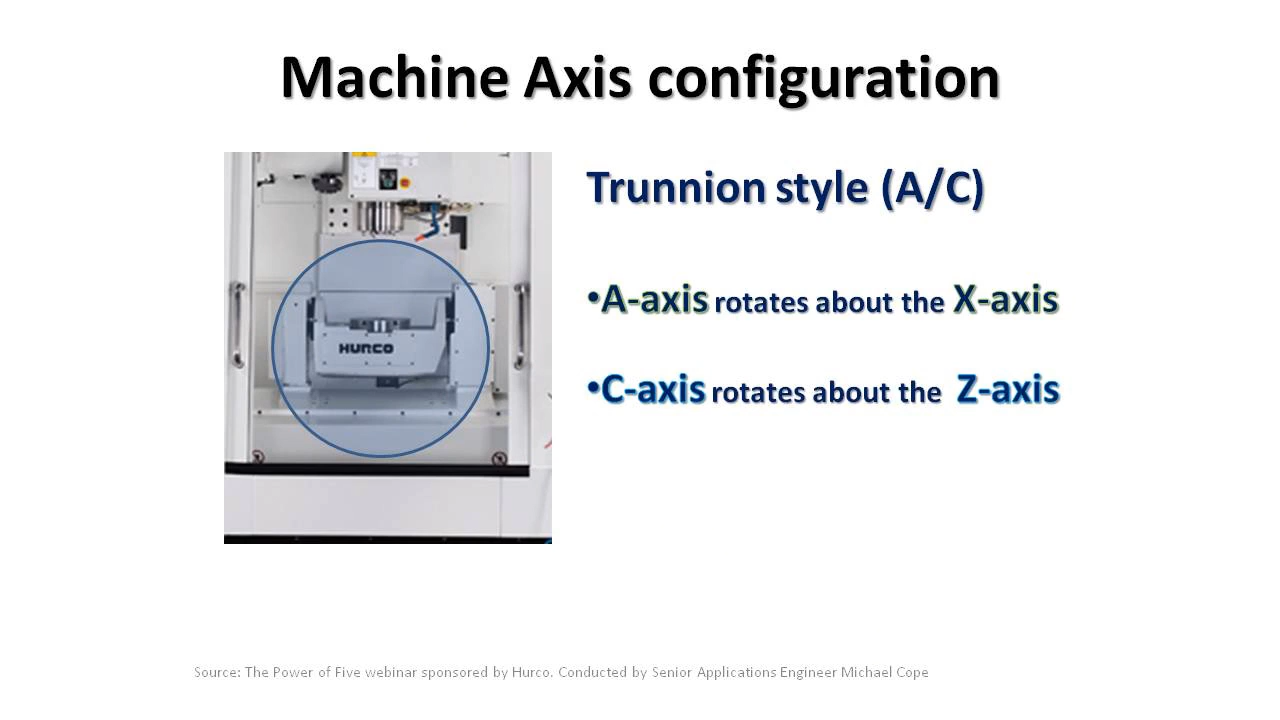 Machine Axis configuration
Trunnion style (A/C)
•A-axis rotates about the X-axis
•C-axis rotates about the Z-axis
HURCO
Source: The Power of Five webinar sponsored by Hurco. Conducted by Senior Applications Engineer Michael Cope